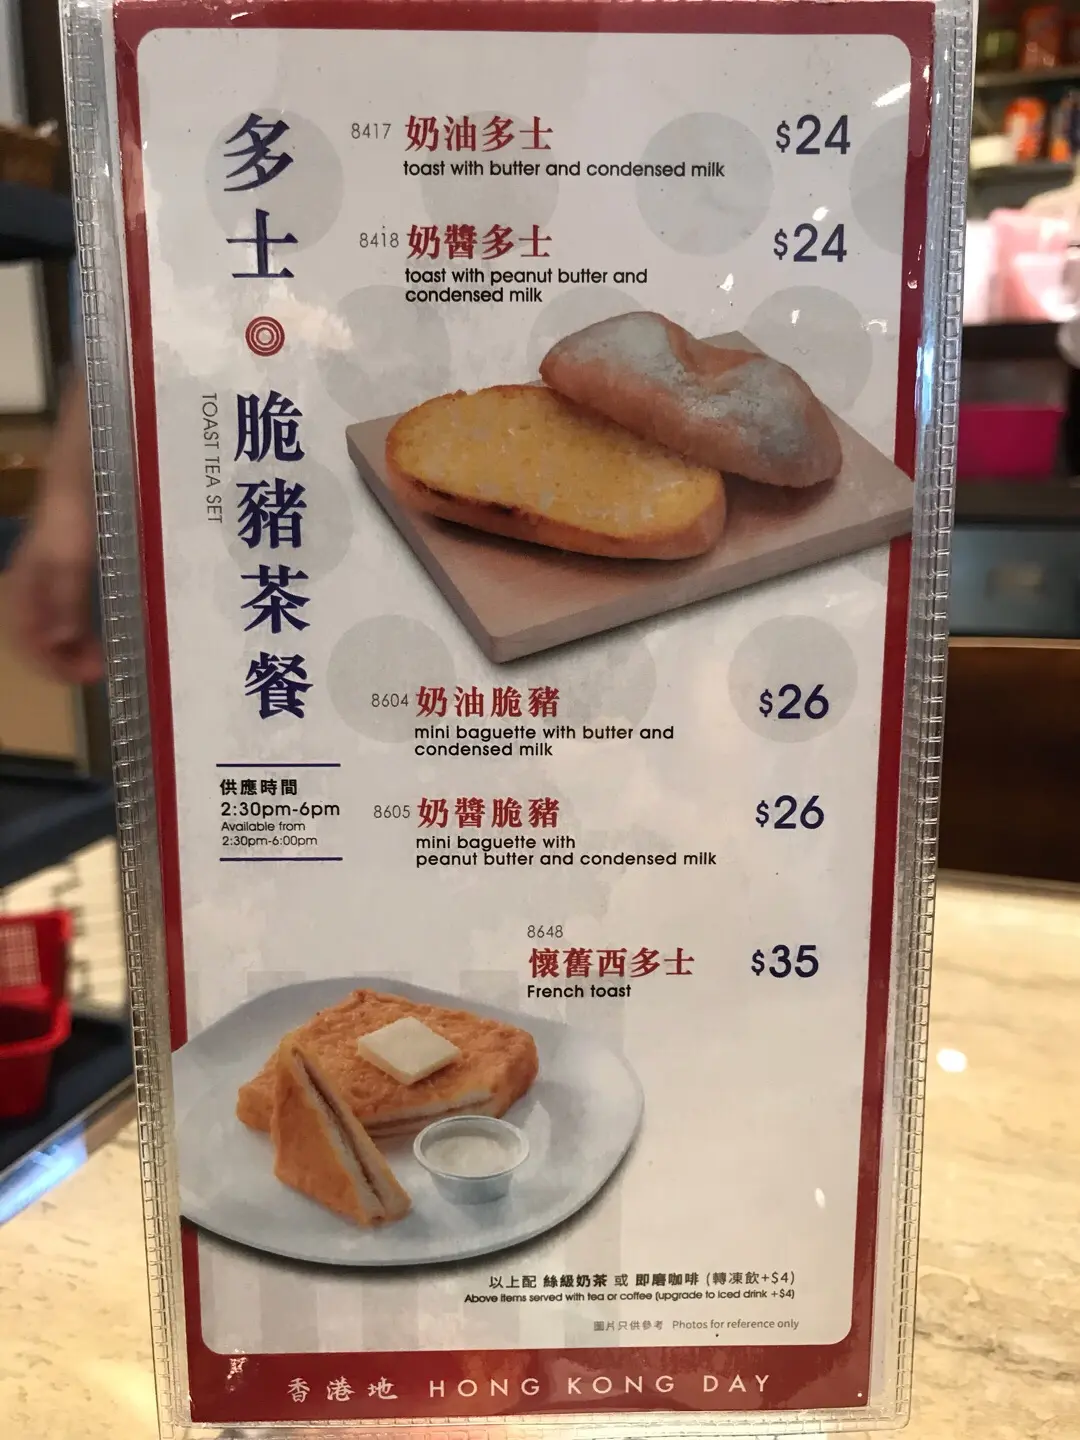 多士
脆豬茶餐
TOAST TEA SET
供應時間
2:30pm-6pm
Available from
2:30pm-6:00pm
8417 奶油多士 $24
toast with butter and condensed milk
8418 奶醬多士 $24
toast with peanut butter and
condensed milk
8604 奶油脆豬 $26
mini baguette with butter and
condensed milk
8605 奶醬脆豬 $26
mini baguette with
peanut butter and condensed milk
8648
懷舊西多士 $35
French toast
以上配 絲級奶茶 或 即磨咖啡 (轉凍飲+$4)
Above items served with tea or coffee (upgrade to iced drink +$4)
圖片只供參考 Photos for reference only
香港地 HONG KONG DAY